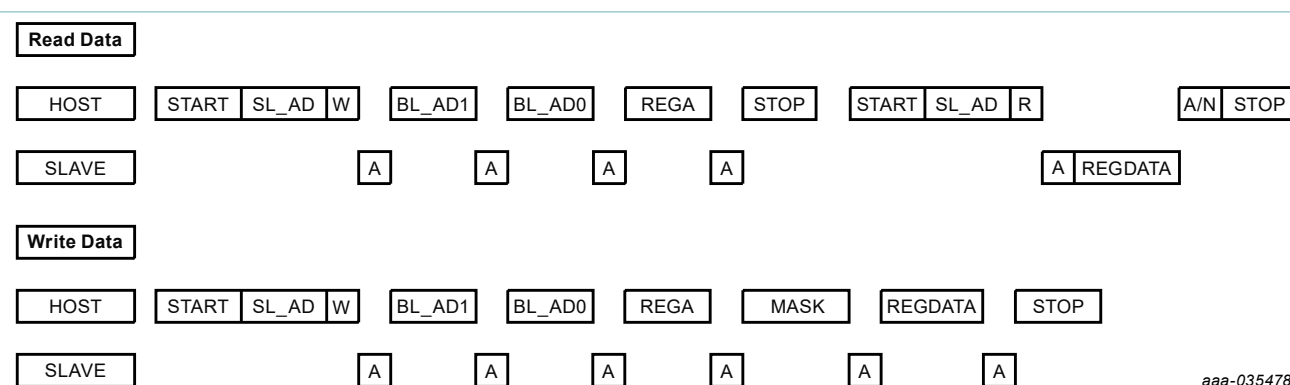 Read Data
HOST START SL_AD W BL_AD1 BL_AD0 REGA STOP START SL_AD R A/N STOP
SLAVE A A A A A REGDATA
Write Data
HOST START SL_AD W BL_AD1 BL_AD0 REGA MASK REGDATA STOP
SLAVE A A A A A A
aaa-035478